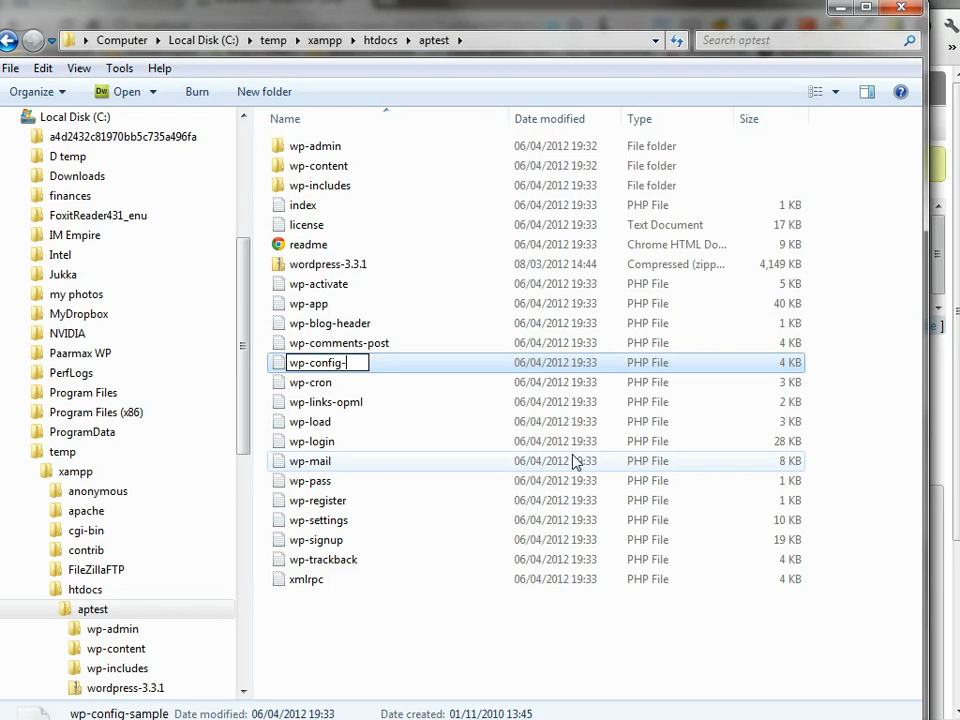 Computer ▸ Local Disk (C:) ▸ temp ▸ xampp ▸ htdocs ▸ aptest ▸
Search aptest
File Edit View Tools Help
Organize Dw Open Burn New folder
Local Disk (C:)
a4d2432c81970bb5c735a496fa
D temp
Downloads
finances
FoxitReader431_enu
IM Empire
Intel
Jukka
my photos
MyDropbox
NVIDIA
Paarmax WP
PerfLogs
Program Files
Program Files (x86)
ProgramData
temp
xampp
anonymous
apache
cgi-bin
contrib
FileZillaFTP
htdocs
aptest
wp-admin
wp-content
wp-includes
wordpress-3.3.1
Name Date modified Type Size
wp-admin 06/04/2012 19:32 File folder
wp-content 06/04/2012 19:32 File folder
wp-includes 06/04/2012 19:33 File folder
index 06/04/2012 19:33 PHP File 1 KB
license 06/04/2012 19:33 Text Document 17 KB
readme 06/04/2012 19:33 Chrome HTML Do... 9 KB
wordpress-3.3.1 08/03/2012 14:44 Compressed (zipp... 4,149 KB
wp-activate 06/04/2012 19:33 PHP File 5 KB
wp-app 06/04/2012 19:33 PHP File 40 KB
wp-blog-header 06/04/2012 19:33 PHP File 1 KB
wp-comments-post 06/04/2012 19:33 PHP File 4 KB
wp-config- 06/04/2012 19:33 PHP File 4 KB
wp-cron 06/04/2012 19:33 PHP File 3 KB
wp-links-opml 06/04/2012 19:33 PHP File 2 KB
wp-load 06/04/2012 19:33 PHP File 3 KB
wp-login 06/04/2012 19:33 PHP File 28 KB
wp-mail 06/04/2012 19:33 PHP File 8 KB
wp-pass 06/04/2012 19:33 PHP File 1 KB
wp-register 06/04/2012 19:33 PHP File 1 KB
wp-settings 06/04/2012 19:33 PHP File 10 KB
wp-signup 06/04/2012 19:33 PHP File 19 KB
wp-trackback 06/04/2012 19:33 PHP File 4 KB
xmlrpc 06/04/2012 19:33 PHP File 4 KB
wp-config-sample Date modified: 06/04/2012 19:33 Date created: 01/11/2010 13:45